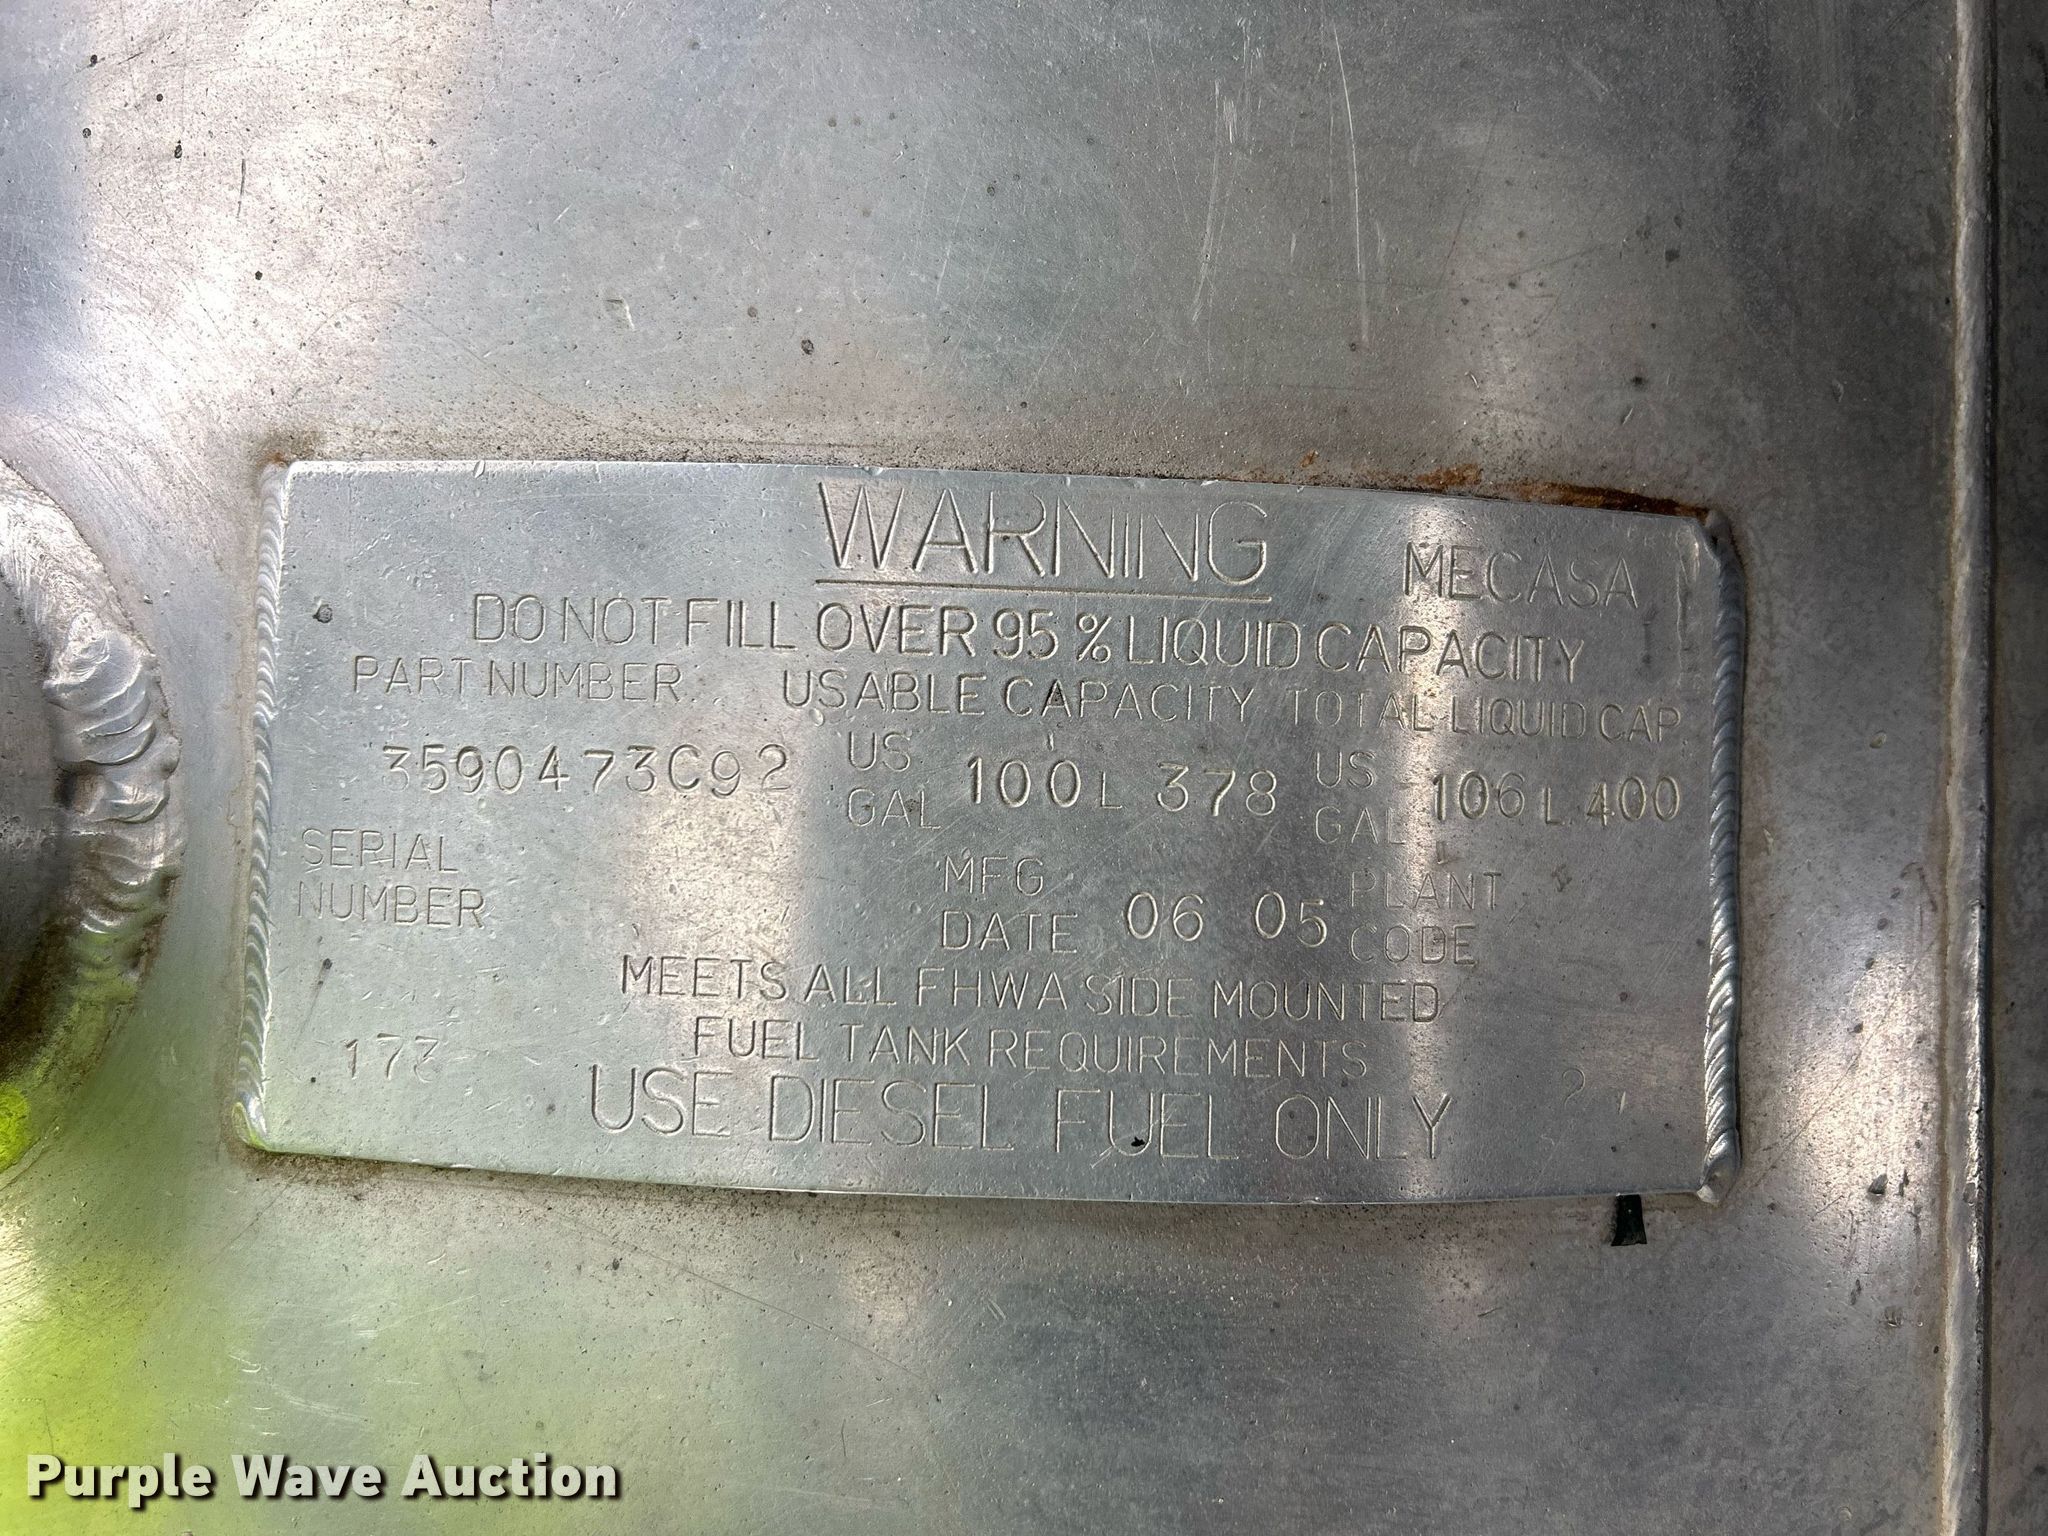 WARNING
MECASA
DO NOT FILL OVER 95 % LIQUID CAPACITY
PART NUMBER USABLE CAPACITY TOTAL LIQUID CAP.
3590473C92 US GAL 100 L 378 US GAL 106 L 400
SERIAL NUMBER MFG DATE 06 05 PLANT CODE
MEETS ALL FHWA SIDE MOUNTED
FUEL TANK REQUIREMENTS
173
2
USE DIESEL FUEL ONLY
Purple Wave Auction